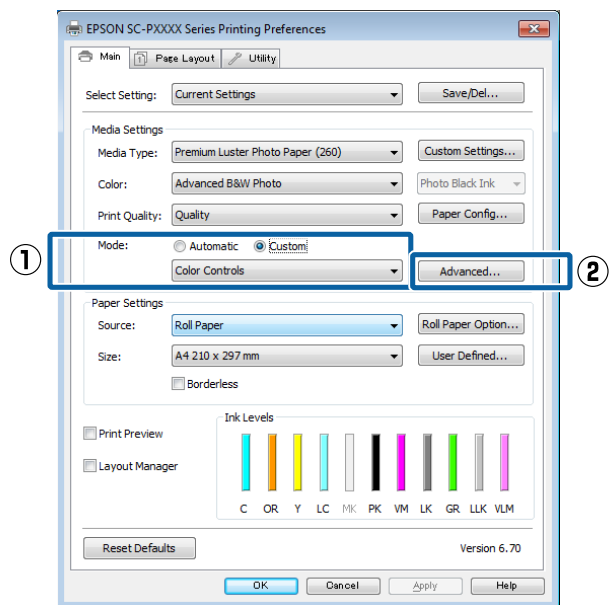 EPSON SC-PXXXX Series Printing Preferences
Main Page Layout Utility
Select Setting: Current Settings Save/Del...
Media Settings
Media Type: Premium Luster Photo Paper (260) Custom Settings...
Color: Advanced B&W Photo Photo Black Ink
Print Quality: Quality Paper Config...
Mode: Automatic Custom
① Color Controls Advanced... ②
Paper Settings
Source: Roll Paper Roll Paper Option...
Size: A4 210 x 297 mm User Defined...
Borderless
Ink Levels
Print Preview
Layout Manager
C OR Y LC MK PK VM LK GR LLK VLM
Reset Defaults Version 6.70
OK Cancel Apply Help